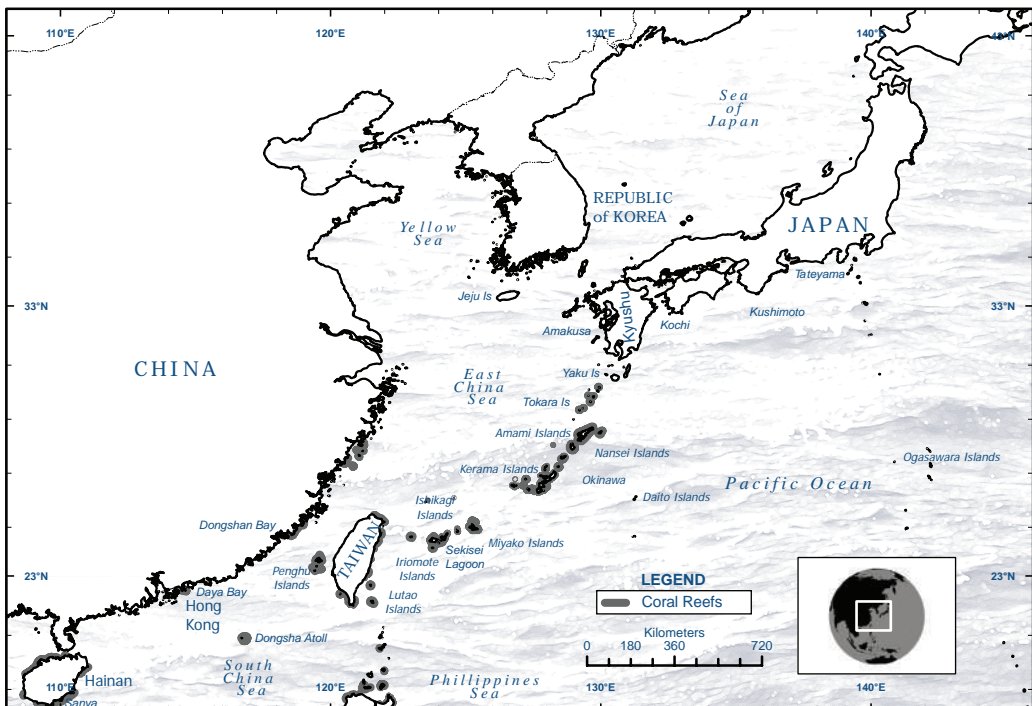 110°E
120°E
130°E
140°E
43°N
43°N
Sea
of
Japan
REPUBLIC
of KOREA
JAPAN
Yellow
Sea
Tateyama
Jeju Is
33°N
33°N
Kyushu
Kushimoto
Amakusa
Kochi
CHINA
East
China
Sea
Yaku Is
Tokara Is
Amami Islands
Nansei Islands
Ogasawara Islands
Kerama Islands
Okinawa
Pacific Ocean
Daito Islands
Ishikagi
Islands
Dongshan Bay
TAIWAN
Miyako Islands
Sekisei
Lagoon
Iriomote
Islands
Penghu
Islands
23°N
23°N
LEGEND
Coral Reefs
Daya Bay
Hong
Kong
Lutao
Islands
Kilometers
0 180 360 720
Dongsha Atoll
South
China
Sea
Phillippines
Sea
Hainan
110°E
120°E
130°E
140°E
Sanya